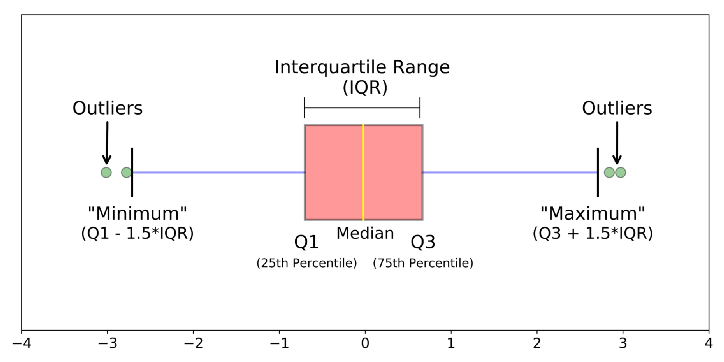 Interquartile Range
(IQR)
Outliers
Outliers
"Minimum"
(Q1 - 1.5*IQR)
"Maximum"
(Q3 + 1.5*IQR)
Median
Q1
Q3
(25th Percentile)
(75th Percentile)
−4
−3
−2
−1
0
1
2
3
4